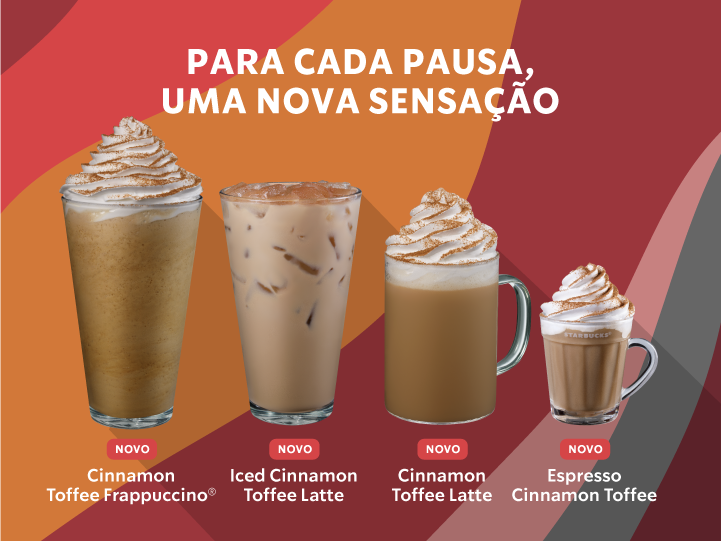 PARA CADA PAUSA,
UMA NOVA SENSAÇÃO
STARBUCKS
NOVO
Cinnamon
Toffee Frappuccino®
NOVO
Iced Cinnamon
Toffee Latte
NOVO
Cinnamon
Toffee Latte
NOVO
Espresso
Cinnamon Toffee